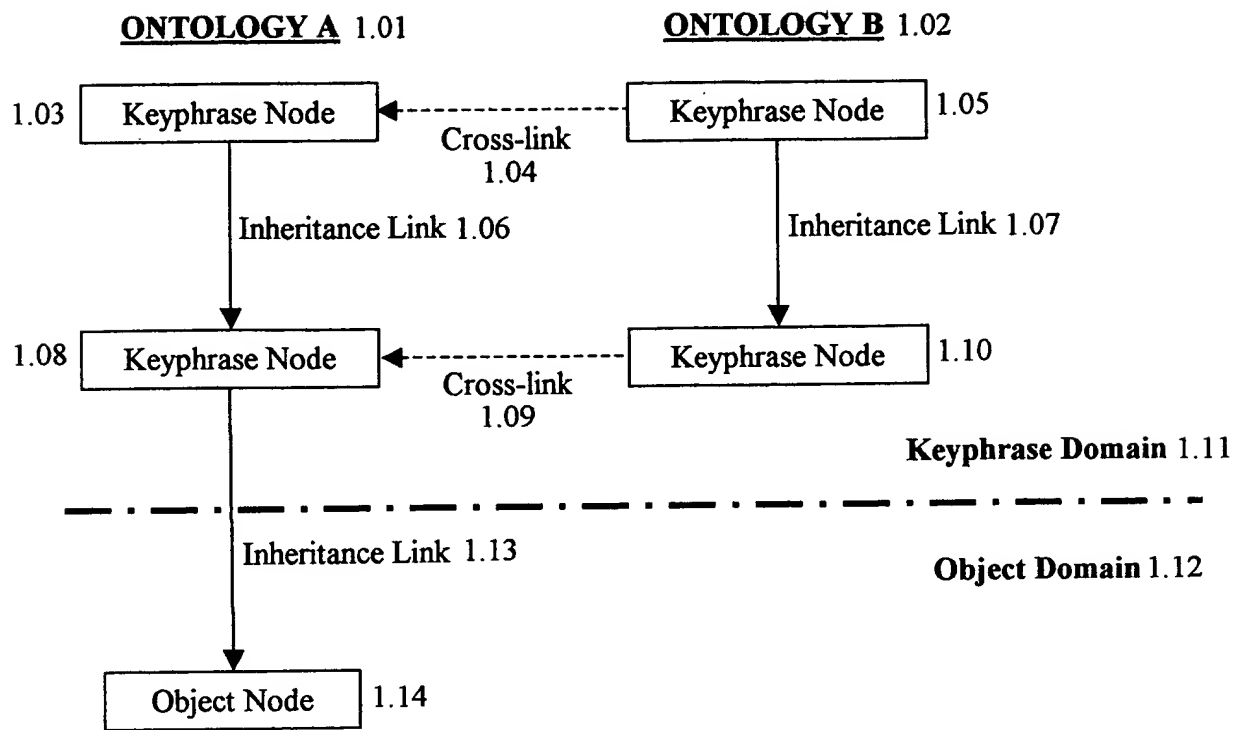 ONTOLOGY A 1.01
ONTOLOGY B 1.02
1.03
Keyphrase Node
Keyphrase Node
1.05
Cross-link
1.04
Inheritance Link 1.06
Inheritance Link 1.07
1.08
Keyphrase Node
Keyphrase Node
1.10
Cross-link
1.09
Keyphrase Domain 1.11
Inheritance Link 1.13
Object Domain 1.12
Object Node
1.14